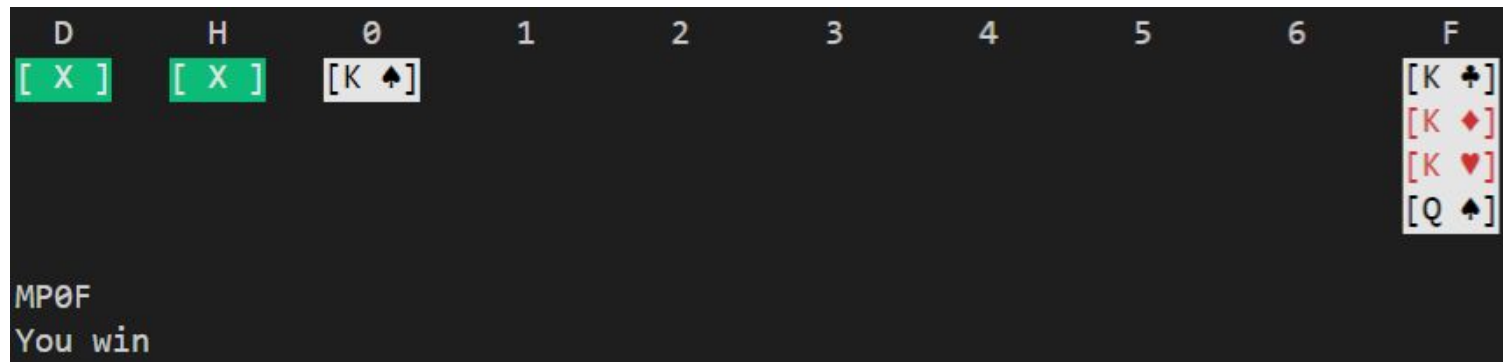 D H 0 1 2 3 4 5 6 F
[ X ] [ X ] [K ♠] [K ♣]
[K ♦]
[K ♥]
[Q ♠]
MP0F
You win